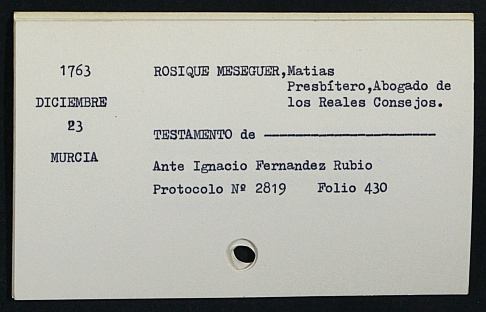 1763
DICIEMBRE
23
MURCIA
ROSIQUE MESEGUER,Matias
Presbítero,Abogado de
los Reales Consejos.
TESTAMENTO de ----------------------
Ante Ignacio Fernandez Rubio
Protocolo Nº 2819 Folio 430